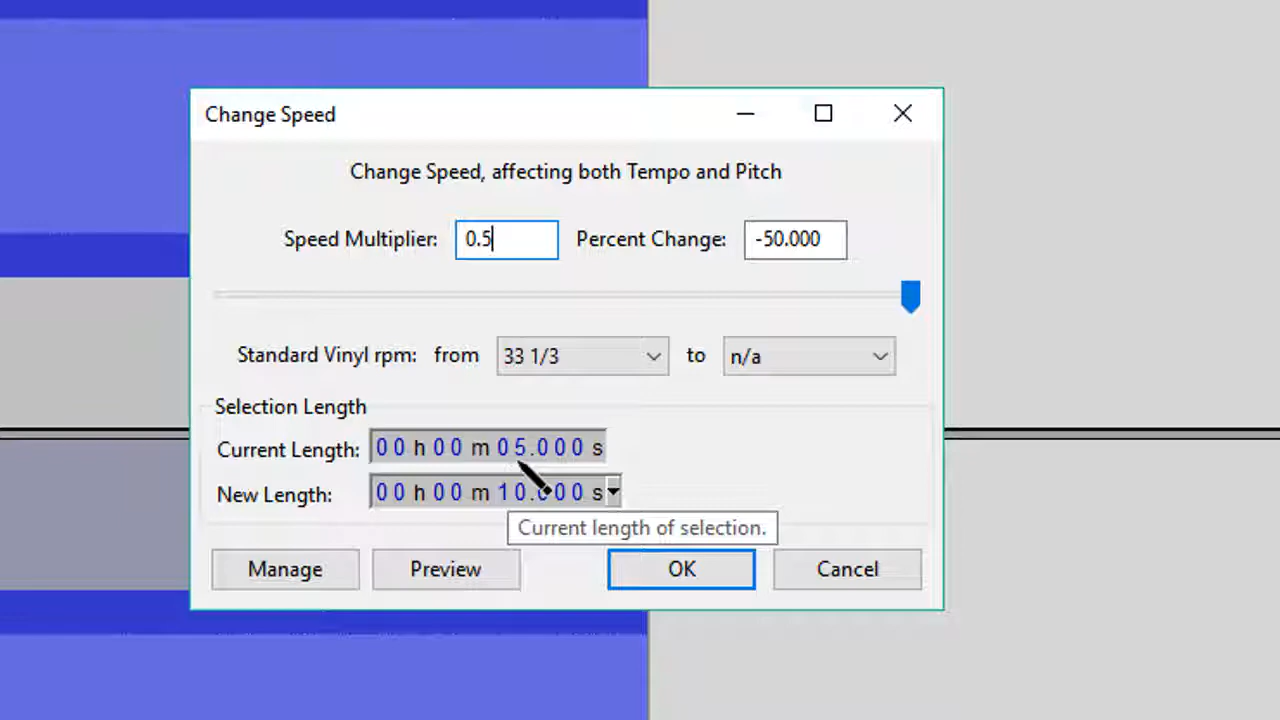 Change Speed
Change Speed, affecting both Tempo and Pitch
Speed Multiplier: 0.5 Percent Change: -50.000
Standard Vinyl rpm: from 33 1/3 to n/a
Selection Length
Current Length: 00 h 00 m 05.000 s
New Length: 00 h 00 m 10.000 s
Current length of selection.
Manage Preview OK Cancel